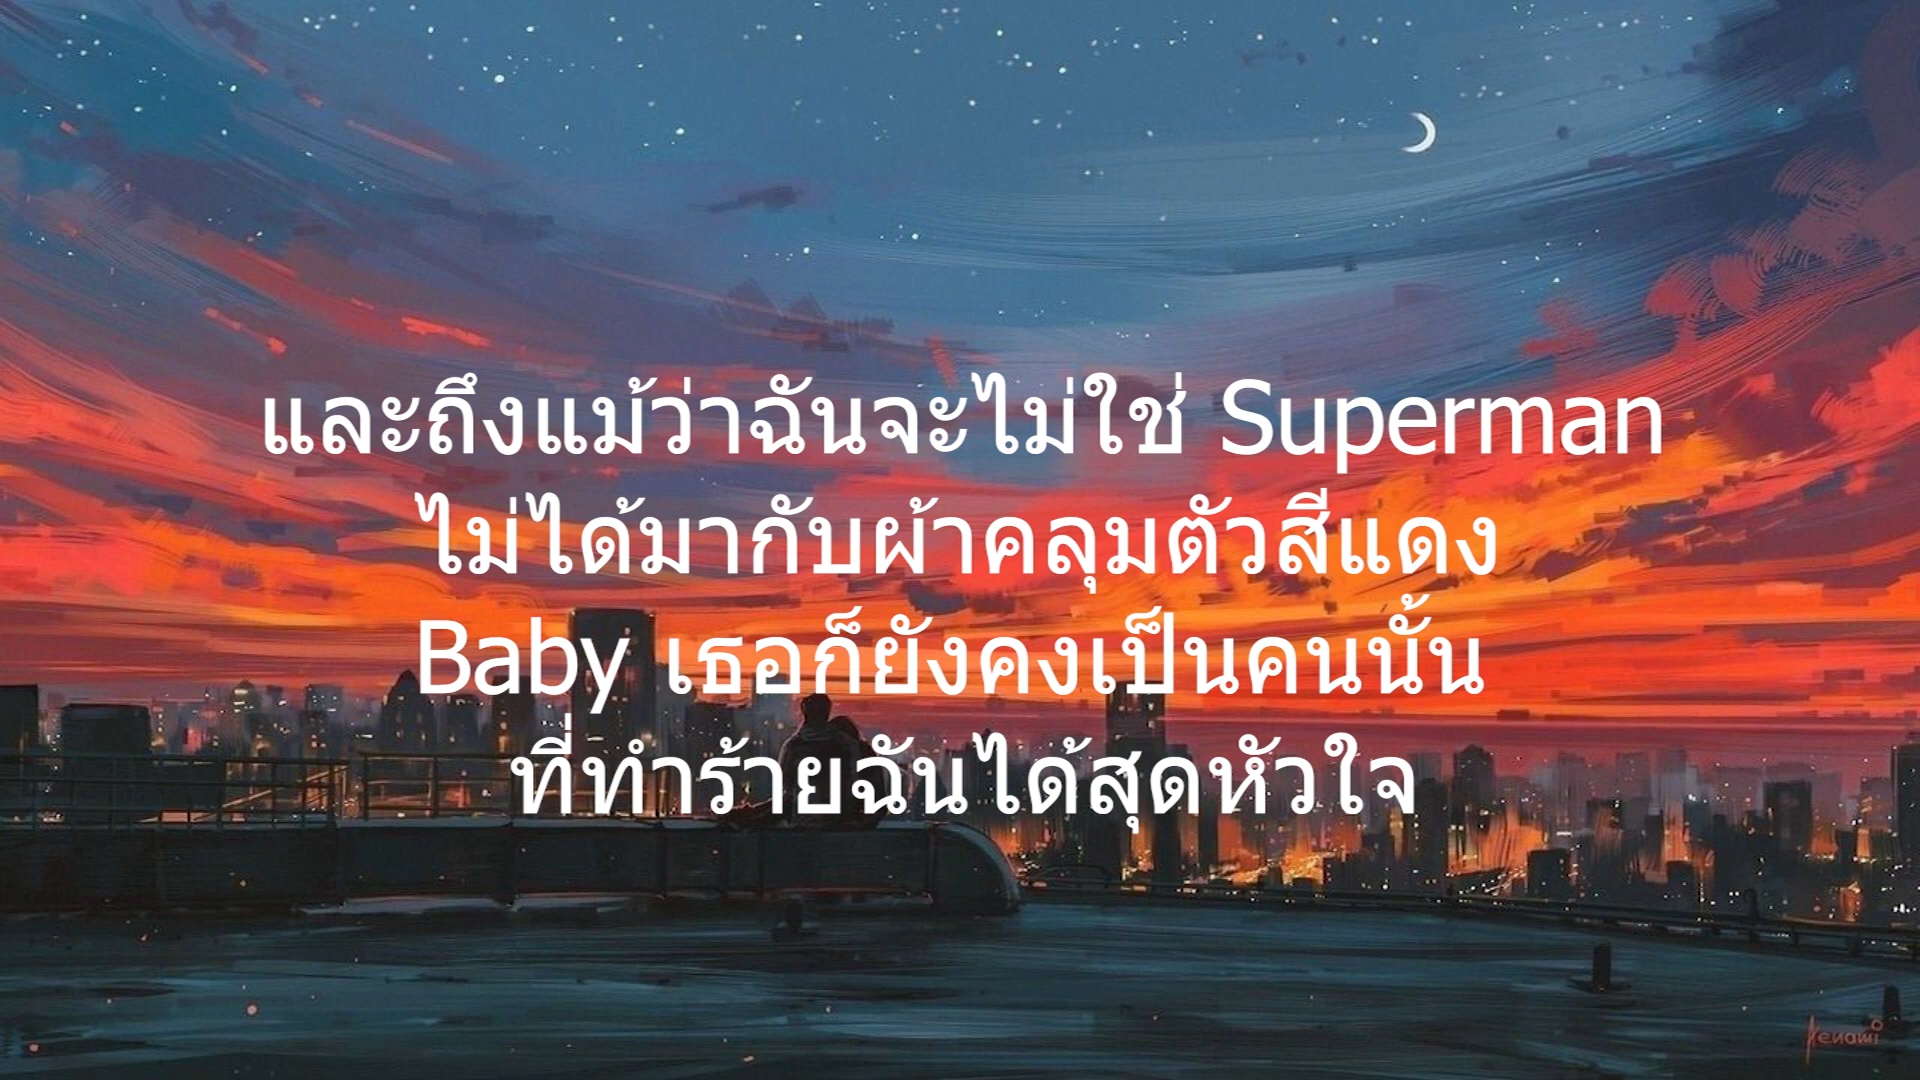 และถึงแม้ว่าฉันจะไม่ใช่ Superman
ไม่ได้มากับผ้าคลุมตัวสีแดง
Baby เธอก็ยังคงเป็นคนนั้น
ที่ทำร้ายฉันได้สุดหัวใจ
Aenami